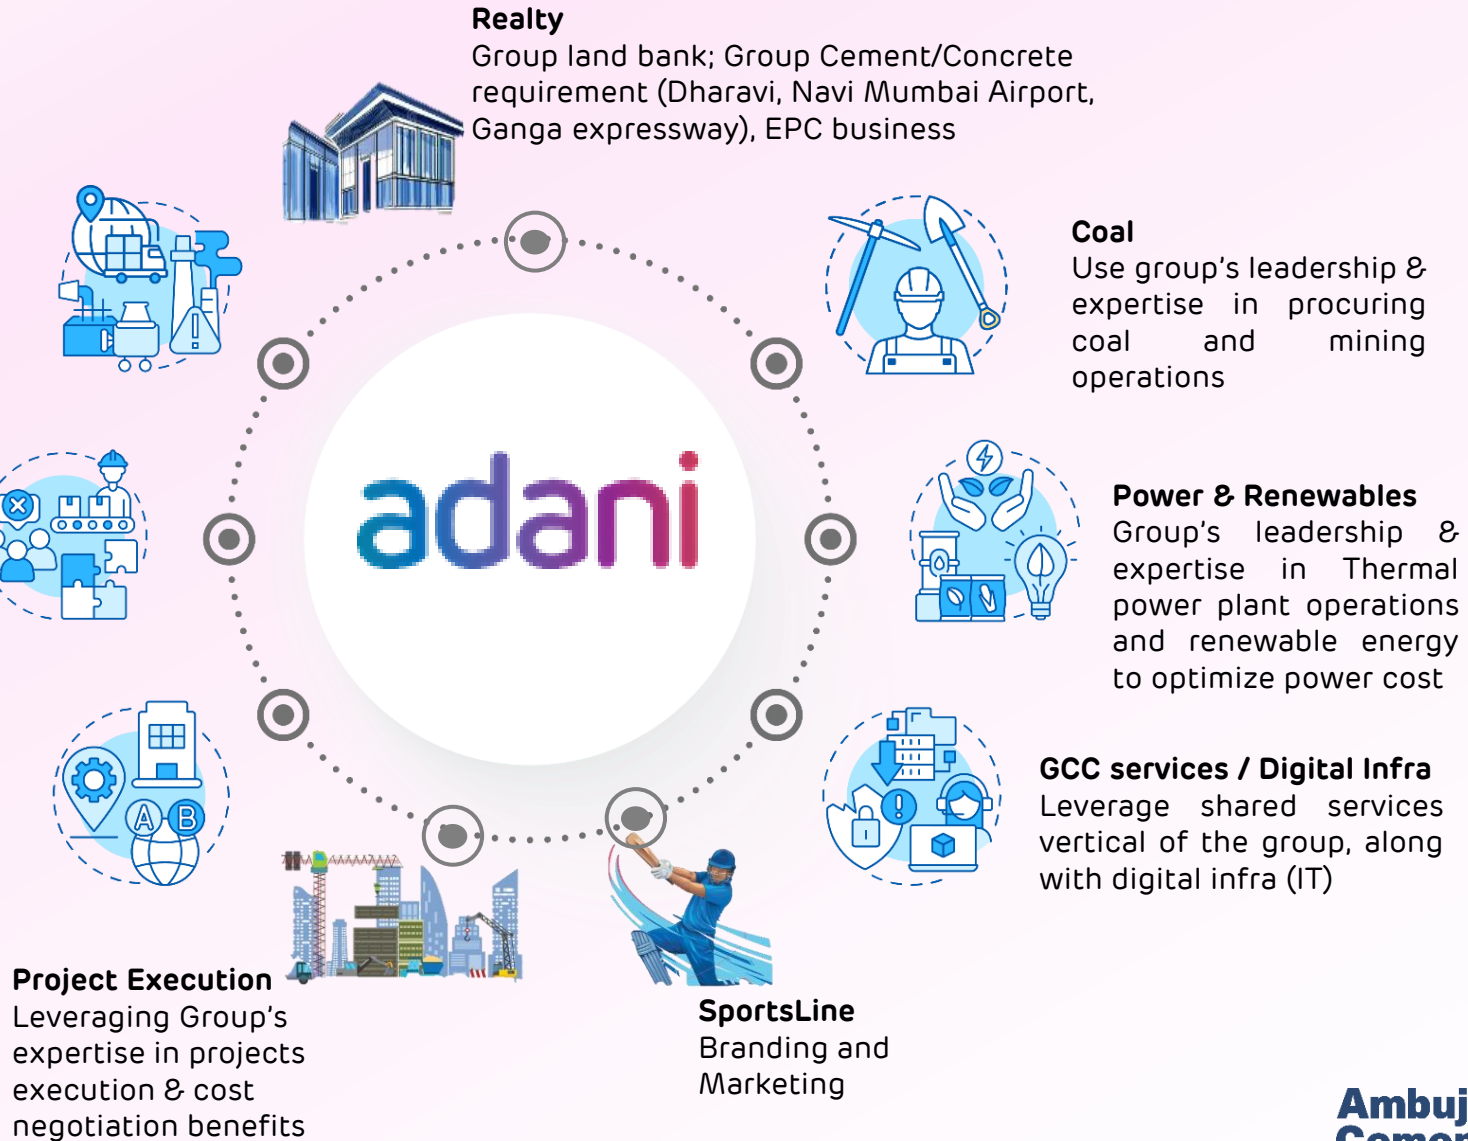 Realty
Group land bank; Group Cement/Concrete
requirement (Dharavi, Navi Mumbai Airport,
Ganga expressway), EPC business
Coal
Use group's leadership &
expertise in procuring
coal and mining
operations
adani
Power & Renewables
Group's leadership &
expertise in Thermal
power plant operations
and renewable energy
to optimize power cost
A B
GCC services / Digital Infra
Leverage shared services
vertical of the group, along
with digital infra (IT)
Project Execution
Leveraging Group's
expertise in projects
execution & cost
negotiation benefits
SportsLine
Branding and
Marketing
Ambuj